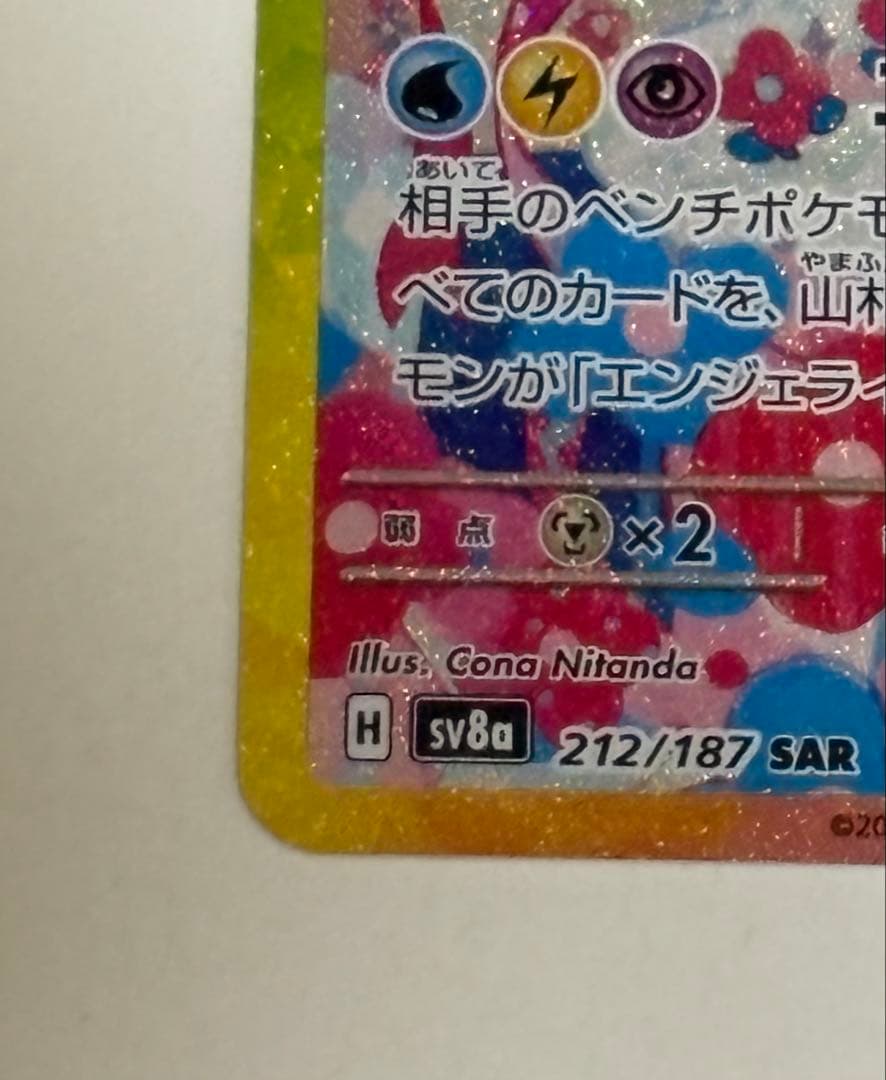 あいて
相手のベンチポケモ
やまふ
べてのカードを、山札
モンが「エンジェライ
弱 点 ×2
Illus. Cona Nitanda
H sv8a 212/187 SAR
©20